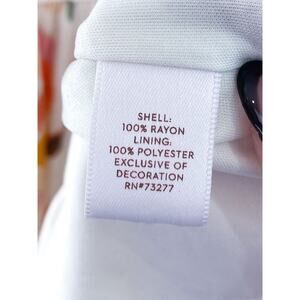 SHELL:
100% RAYON
LINING:
100% POLYESTER
EXCLUSIVE OF
DECORATION
RN#73277